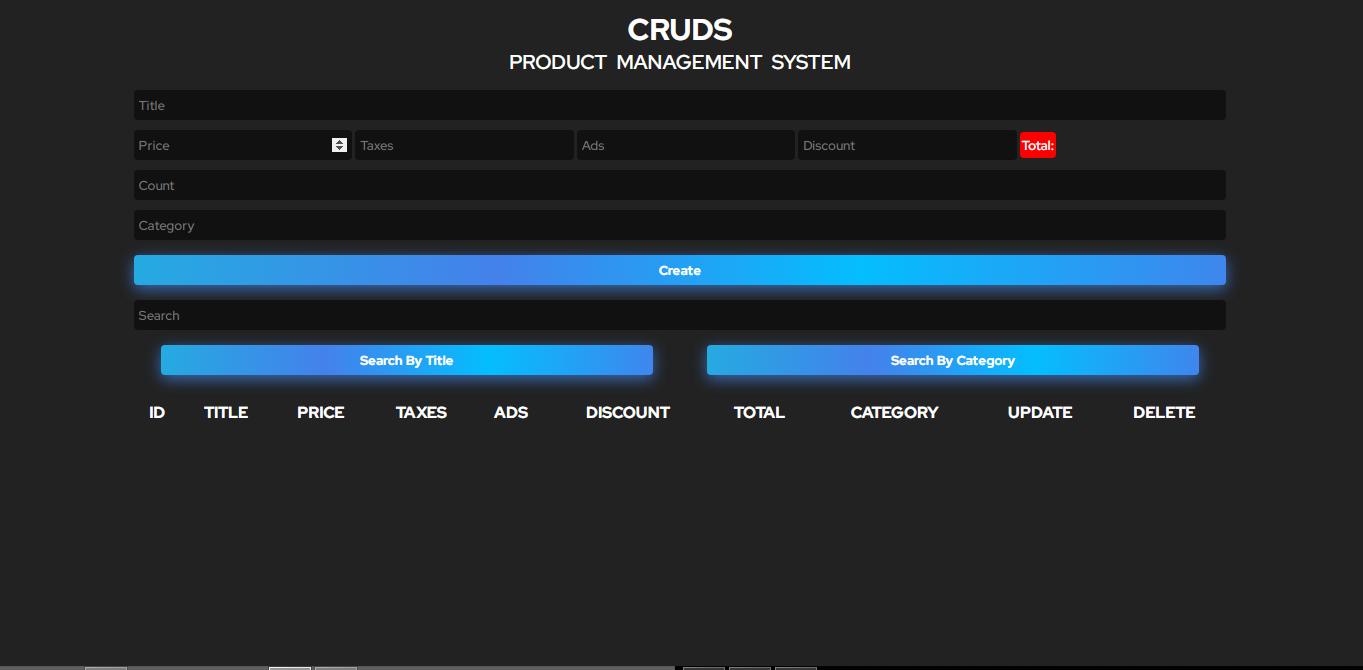 CRUDS
PRODUCT MANAGEMENT SYSTEM
Title
Price Taxes Ads Discount Total:
Count
Category
Create
Search
Search By Title Search By Category
ID TITLE PRICE TAXES ADS DISCOUNT TOTAL CATEGORY UPDATE DELETE